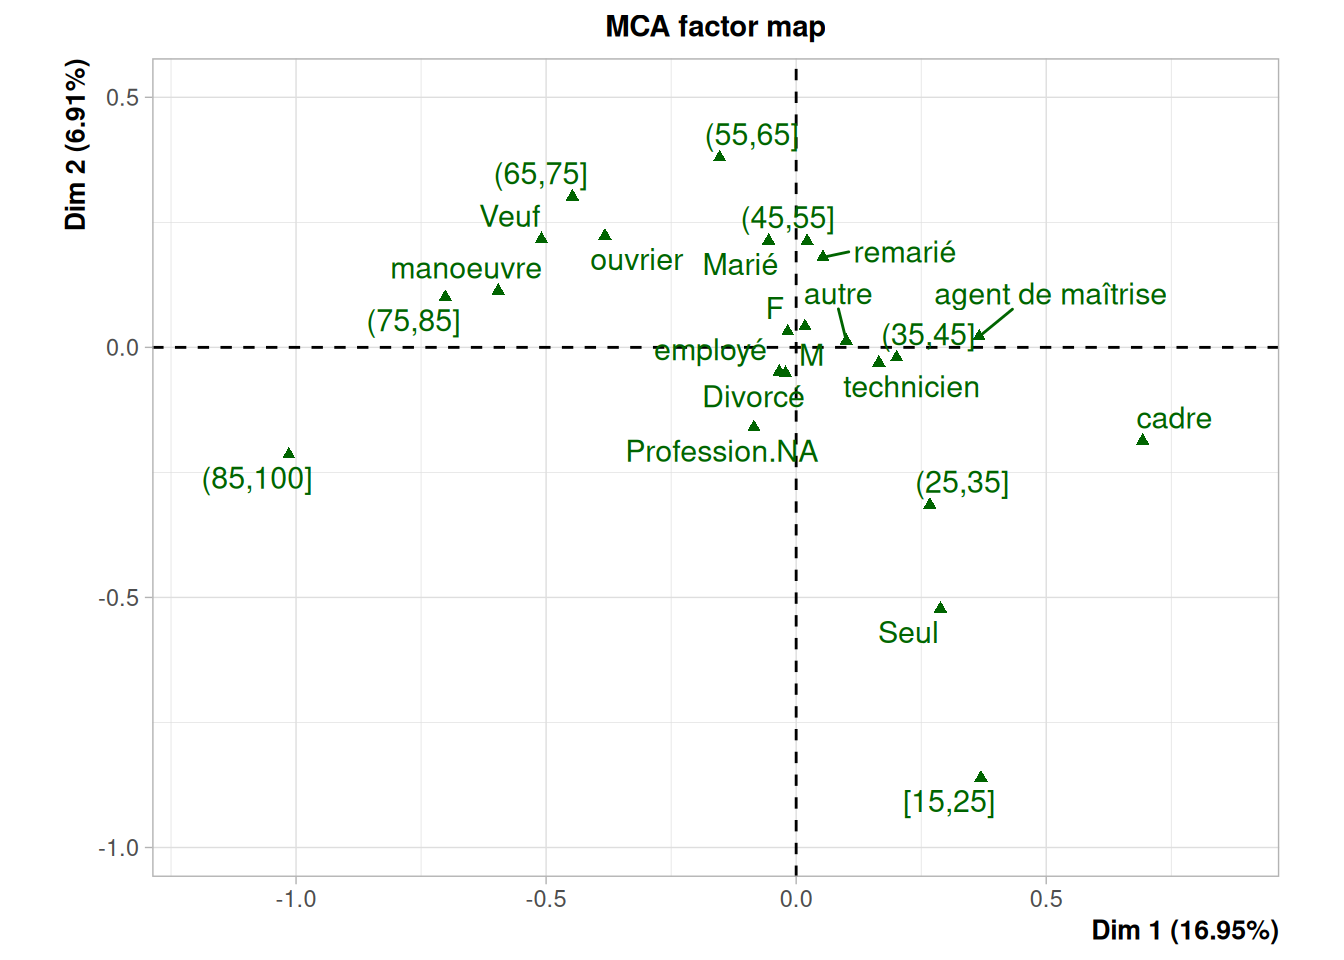 MCA factor map
Dim 2 (6.91%)
0.5
0.0
-0.5
-1.0
(55,65]
(65,75]
Veuf
(45,55]
ouvrier
Marié
remarié
manoeuvre
autre
agent de maîtrise
F
(75,85]
(35,45]
employé
M
technicien
Divorcé
cadre
Profession.NA
(85,100]
(25,35]
Seul
[15,25]
-1.0
-0.5
0.0
0.5
Dim 1 (16.95%)